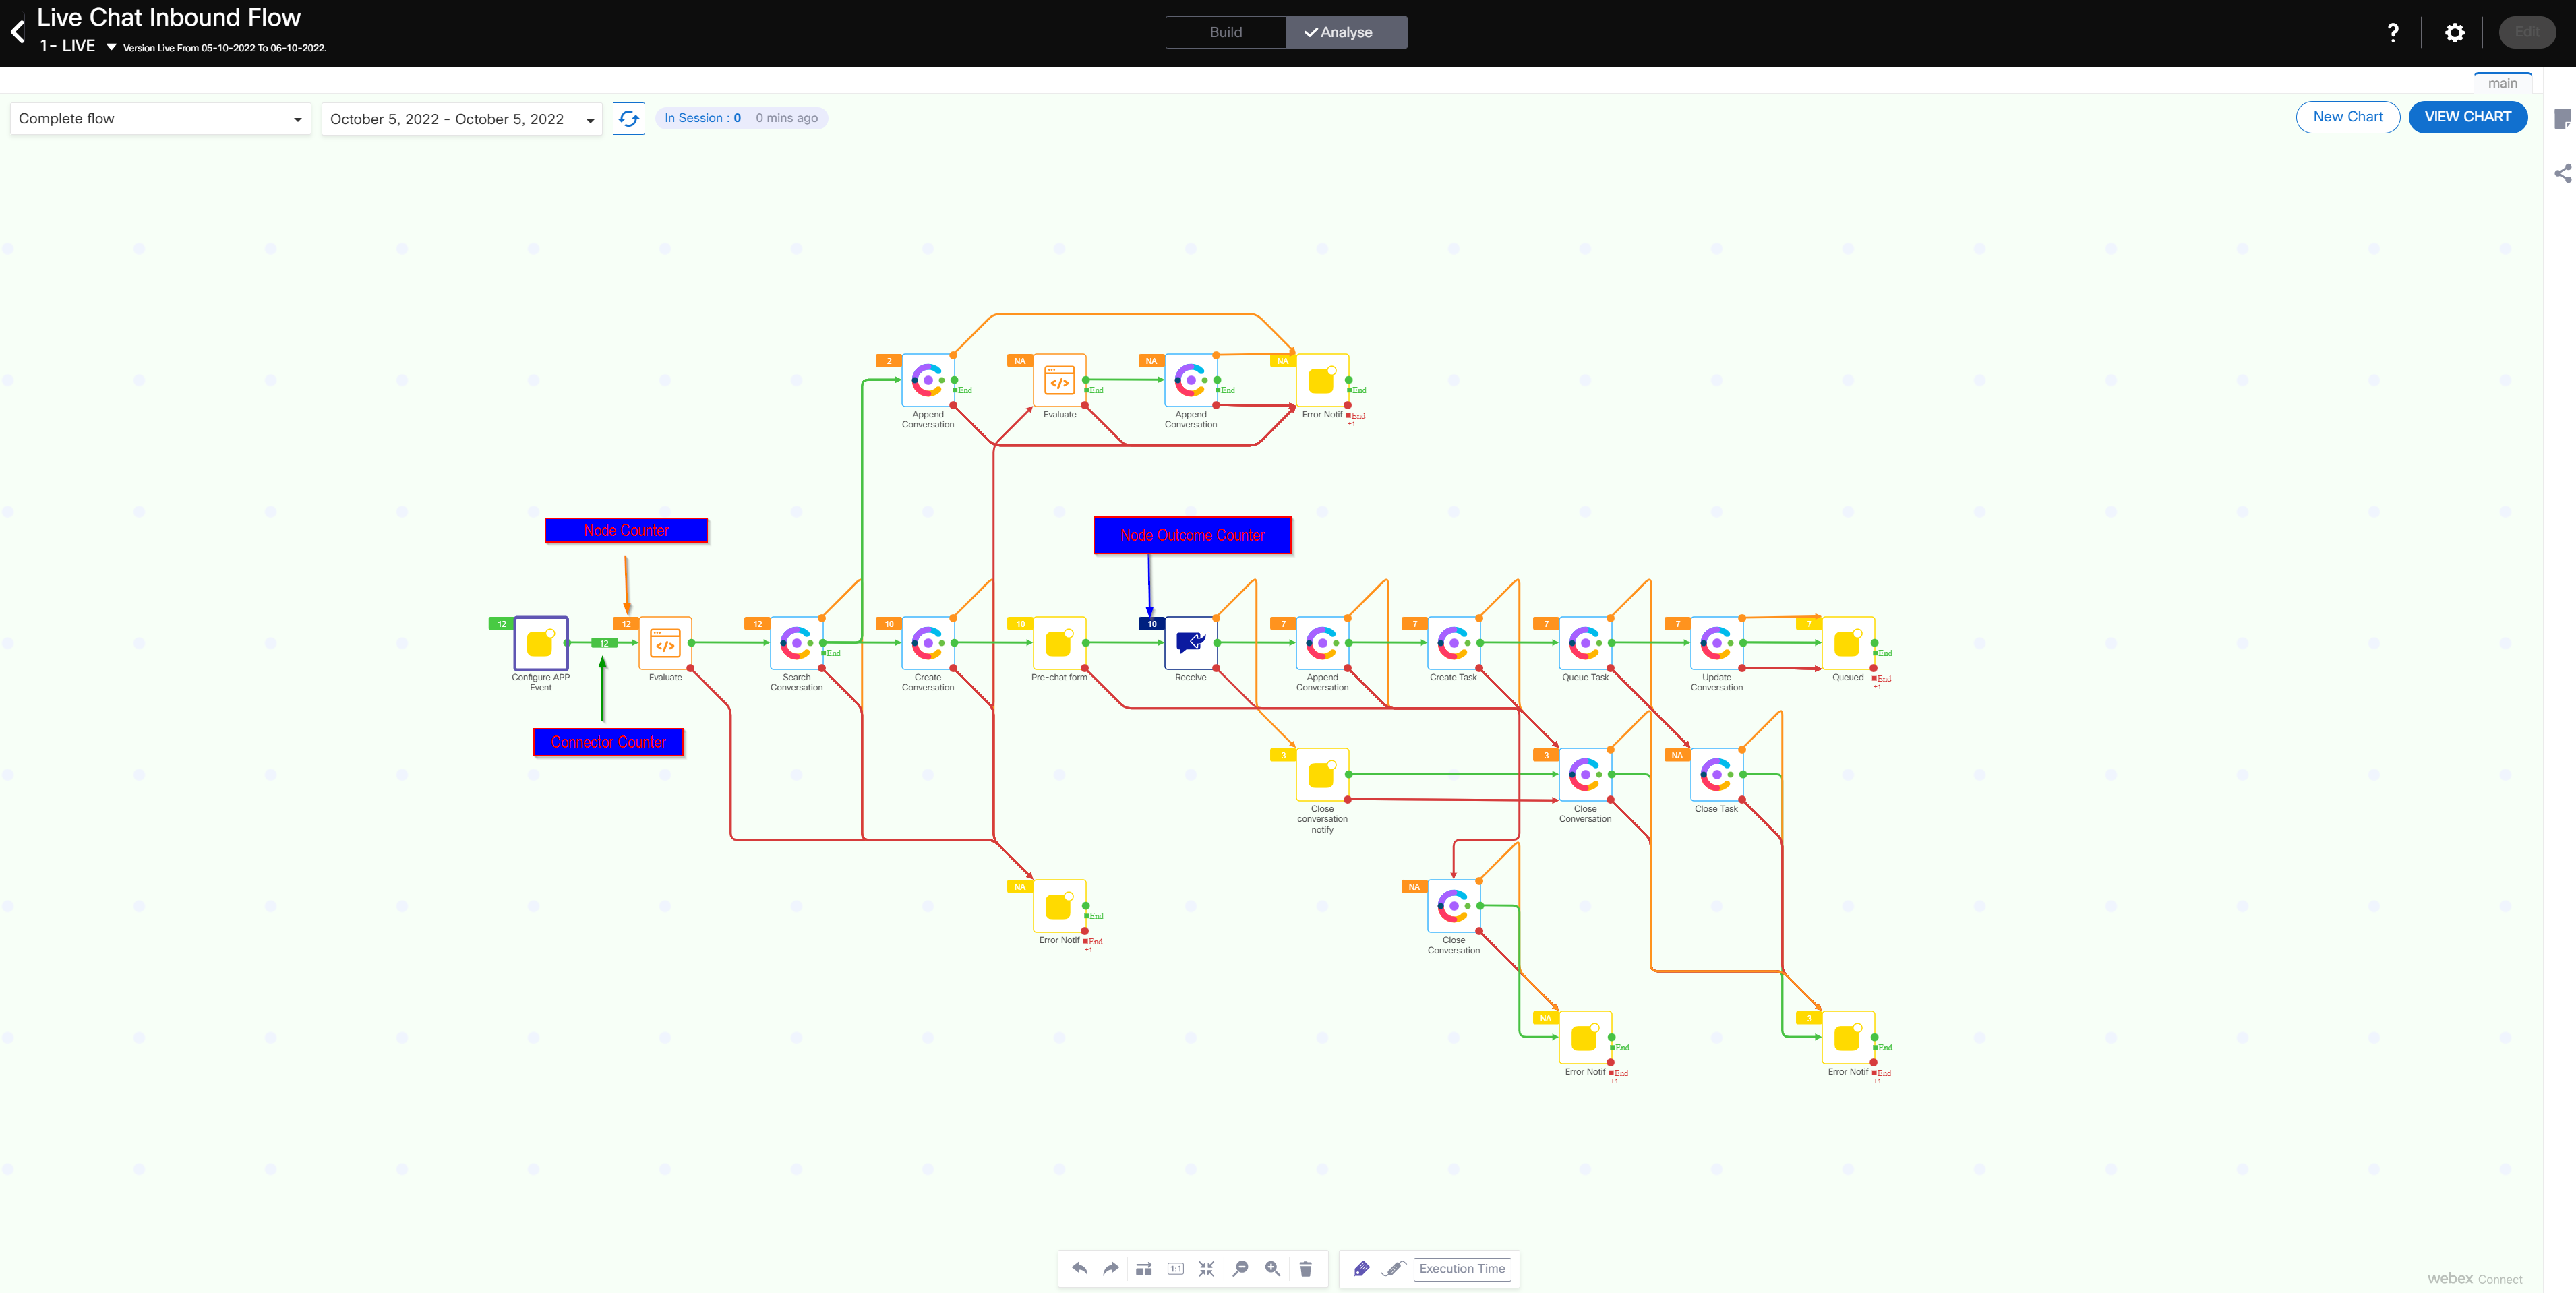 Live Chat Inbound Flow
1- LIVE
Version Live From 05-10-2022 To 06-10-2022.
Build
Analyse
?
Edit
main
Complete flow
October 5, 2022 - October 5, 2022
In Session : 0
0 mins ago
New Chart
VIEW CHART
2
NA
NA
NA
End
End
End
End
Append
Conversation
Evaluate
Append
Conversation
Error Notif
End
+1
Node Counter
Node Outcome Counter
12
12
12
12
10
10
10
7
7
7
7
7
End
End
Configure APP
Event
Evaluate
Search
Conversation
Create
Conversation
Pre-chat form
Receive
Append
Conversation
Create Task
Queue Task
Update
Conversation
Queued
End
+1
Connector Counter
3
3
NA
Close
conversation
notify
Close
Conversation
Close Task
NA
NA
End
Error Notif
End
+1
Close
Conversation
NA
3
End
End
Error Notif
End
+1
Error Notif
End
+1
1:1
Execution Time
webex Connect